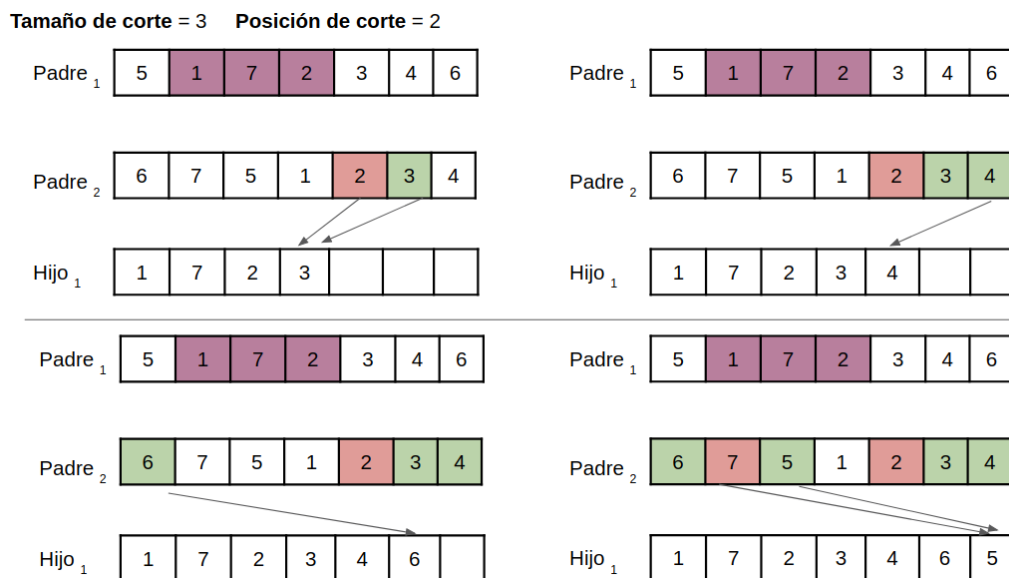 Tamaño de corte = 3 Posición de corte = 2
Padre 1 5 1 7 2 3 4 6
Padre 2 6 7 5 1 2 3 4
Hijo 1 1 7 2 3
Padre 1 5 1 7 2 3 4 6
Padre 2 6 7 5 1 2 3 4
Hijo 1 1 7 2 3 4
Padre 1 5 1 7 2 3 4 6
Padre 2 6 7 5 1 2 3 4
Hijo 1 1 7 2 3 4 6
Padre 1 5 1 7 2 3 4 6
Padre 2 6 7 5 1 2 3 4
Hijo 1 1 7 2 3 4 6 5